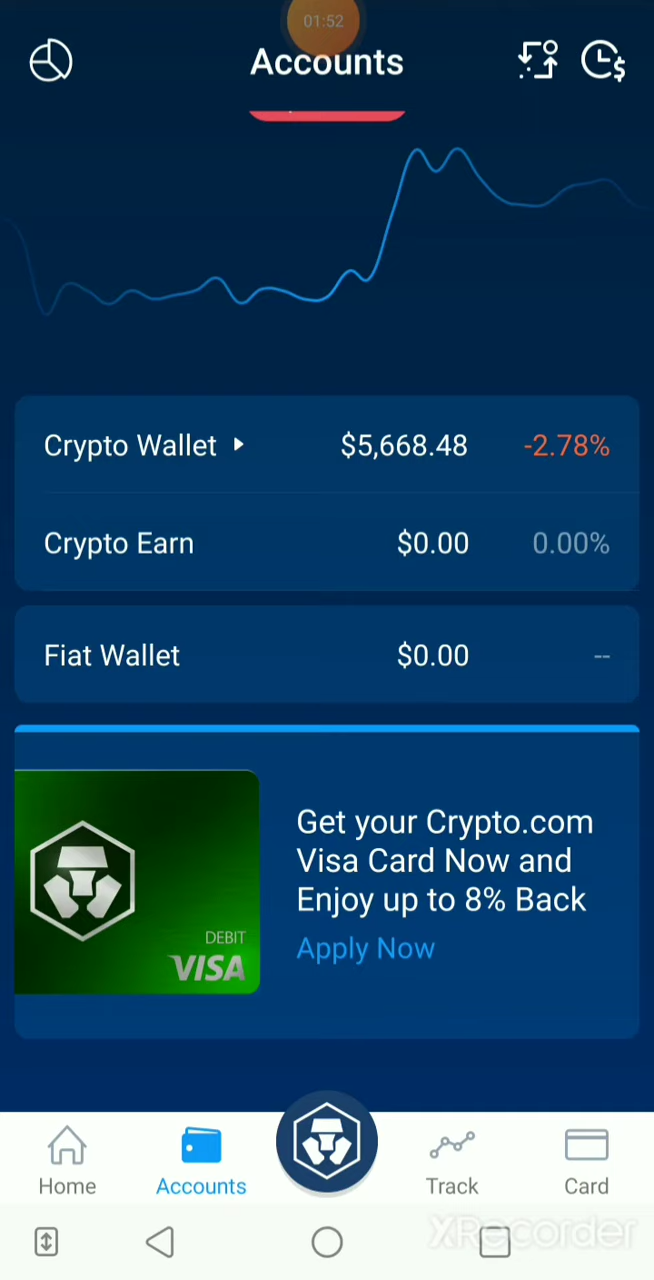 01:52
Accounts
Crypto Wallet $5,668.48 -2.78%
Crypto Earn $0.00 0.00%
Fiat Wallet $0.00 --
Get your Crypto.com
Visa Card Now and
Enjoy up to 8% Back
Apply Now
DEBIT
VISA
Home Accounts Track Card
XRecorder